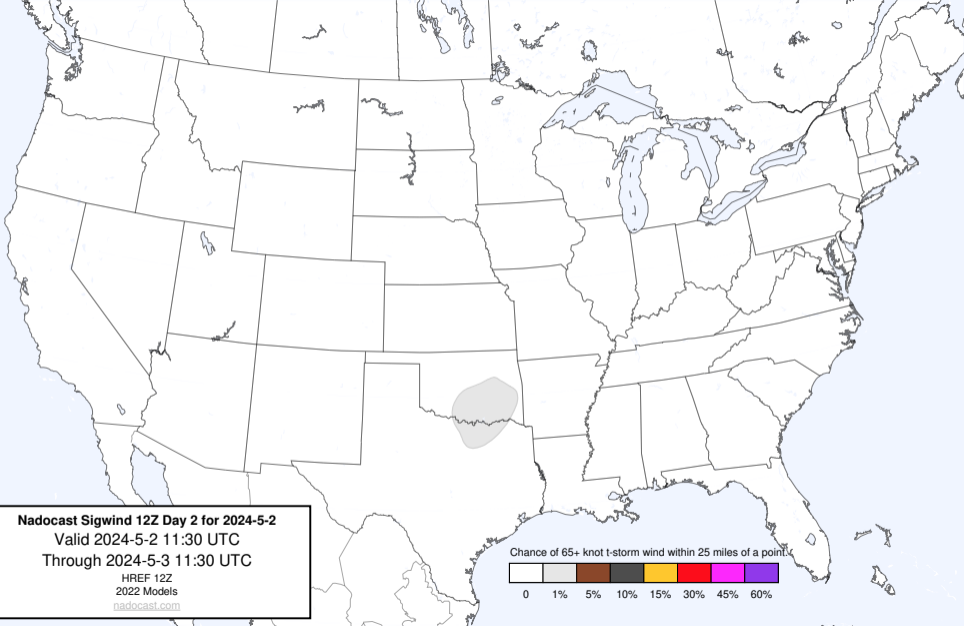 Nadocast Sigwind 12Z Day 2 for 2024-5-2
Valid 2024-5-2 11:30 UTC
Through 2024-5-3 11:30 UTC
HREF 12Z
2022 Models
nadocast.com
Chance of 65+ knot t-storm wind within 25 miles of a point.
0 1% 5% 10% 15% 30% 45% 60%